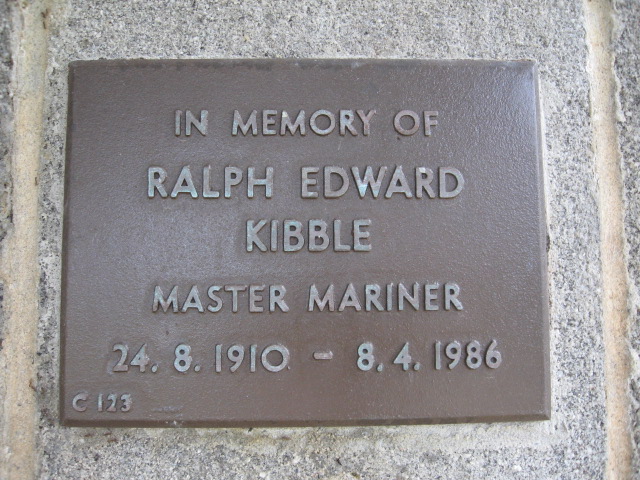 IN MEMORY OF
RALPH EDWARD
KIBBLE
MASTER MARINER
24. 8. 1910 - 8. 4. 1986
C 123